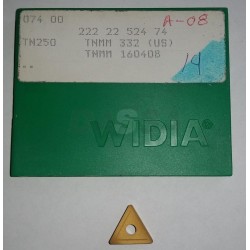 074 00
A-08
222 22 524 74
TN250 TNMM 332 (US)
TNMM 160408
14
WIDIA